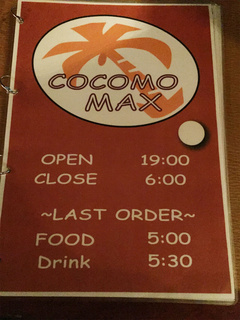 COCOMO
MAX
OPEN 19:00
CLOSE 6:00
~LAST ORDER~
FOOD 5:00
Drink 5:30